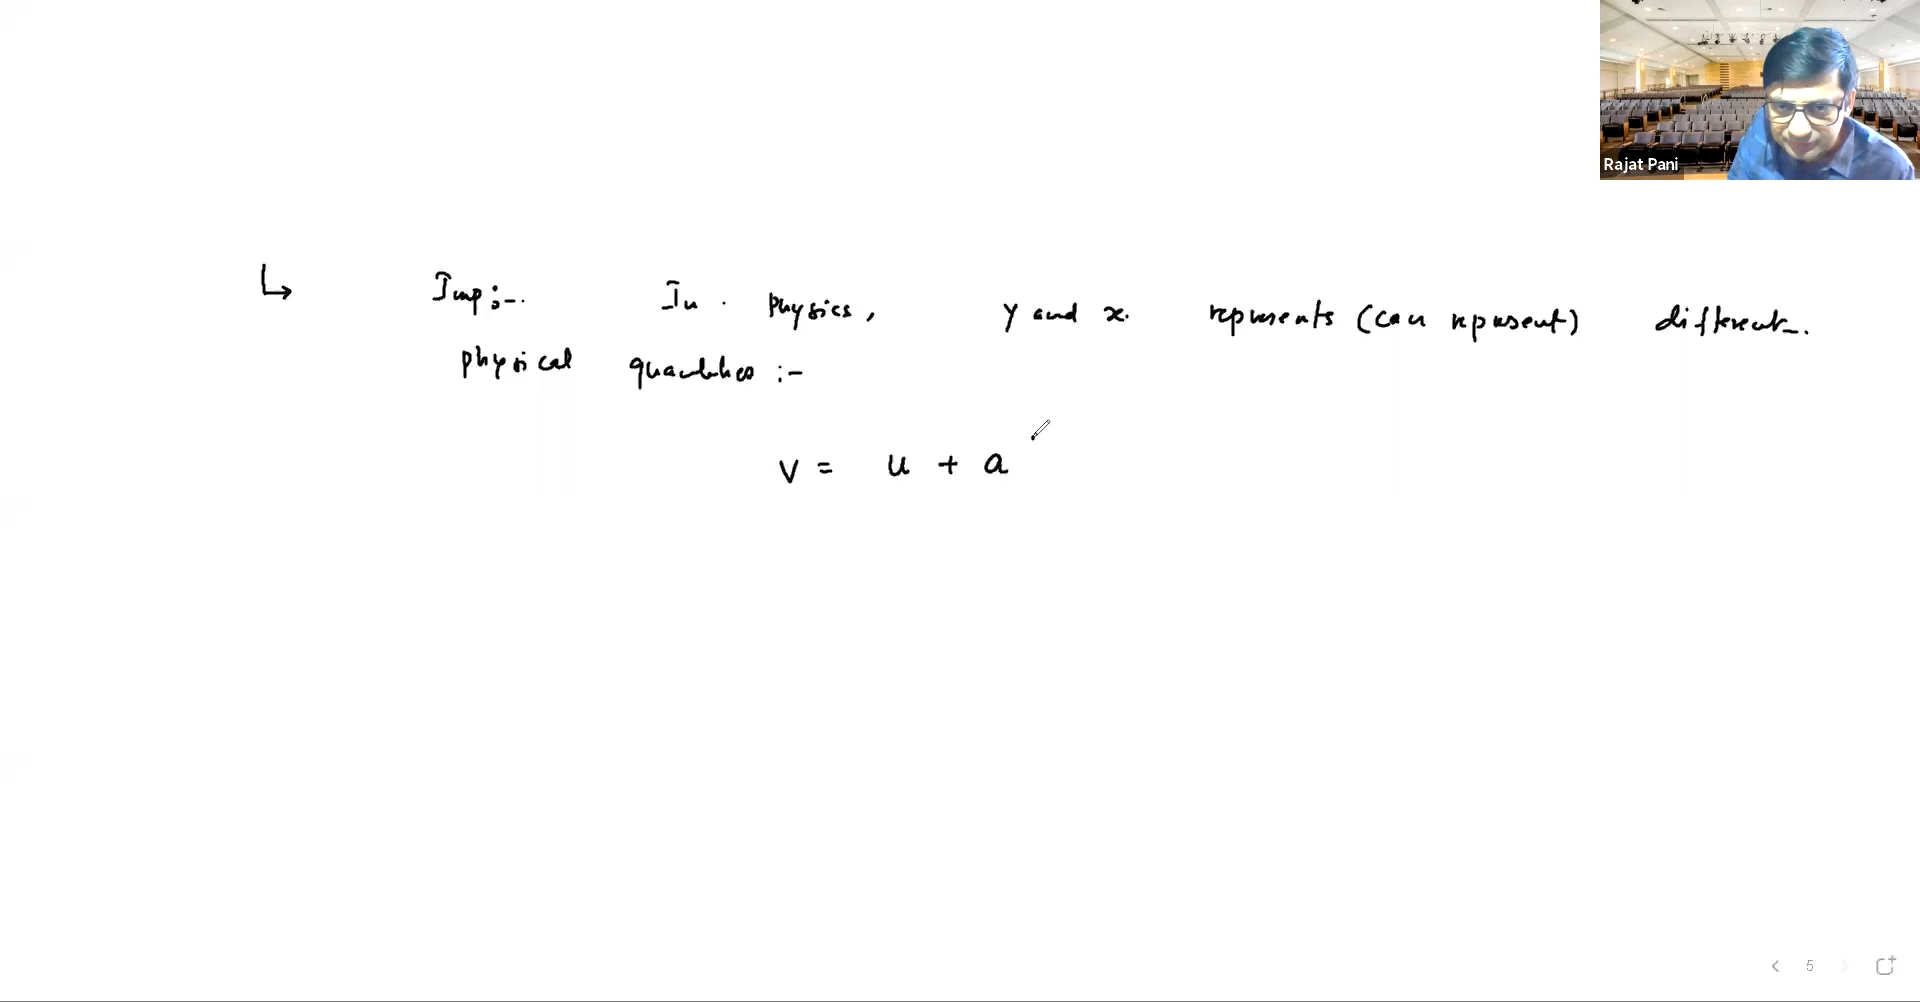 Rajat Pani
↳ Imp:- In physics, y and x represents (can represent) different
physical quantities :-
v = u + a
5